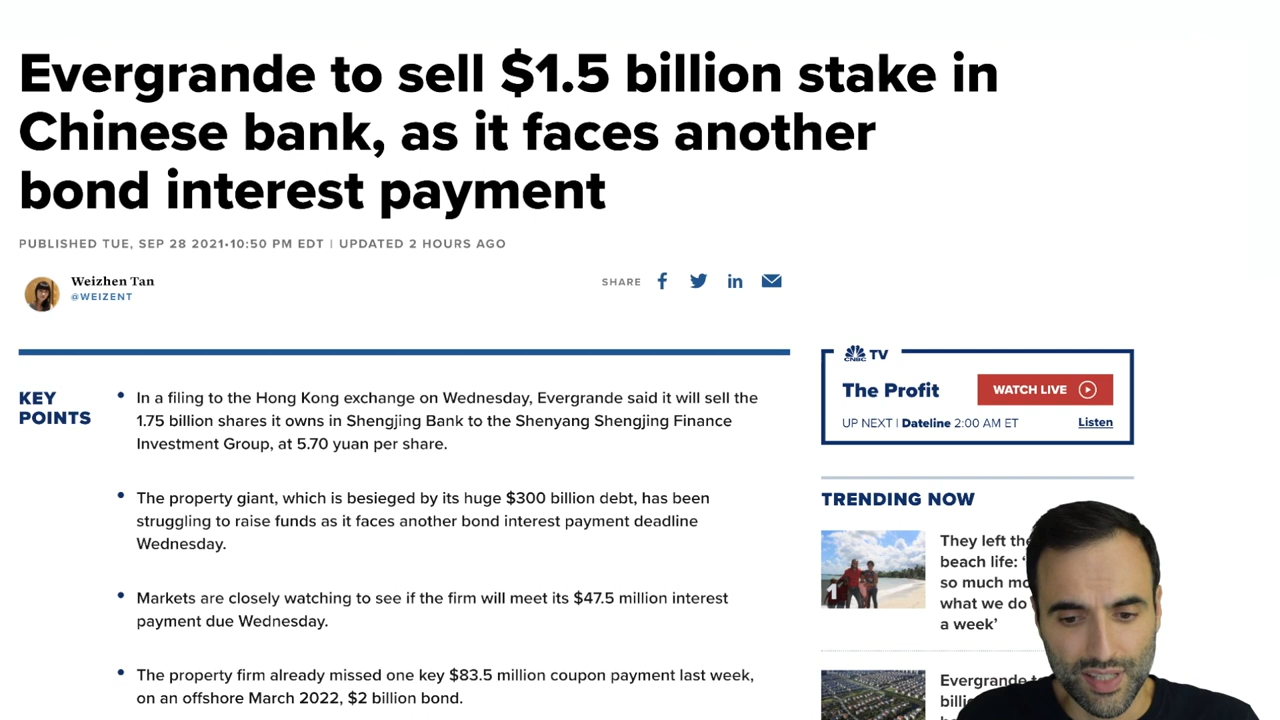 Evergrande to sell $1.5 billion stake in
Chinese bank, as it faces another
bond interest payment
PUBLISHED TUE, SEP 28 2021•10:50 PM EDT | UPDATED 2 HOURS AGO
Weizhen Tan
@WEIZENT
SHARE
KEY
POINTS
• In a filing to the Hong Kong exchange on Wednesday, Evergrande said it will sell the
1.75 billion shares it owns in Shengjing Bank to the Shenyang Shengjing Finance
Investment Group, at 5.70 yuan per share.
• The property giant, which is besieged by its huge $300 billion debt, has been
struggling to raise funds as it faces another bond interest payment deadline
Wednesday.
• Markets are closely watching to see if the firm will meet its $47.5 million interest
payment due Wednesday.
• The property firm already missed one key $83.5 million coupon payment last week,
on an offshore March 2022, $2 billion bond.
CNBC TV
The Profit
WATCH LIVE
UP NEXT | Dateline 2:00 AM ET
Listen
TRENDING NOW
1
They left the
beach life: ‘
so much mo
what we do
a week’
Evergrande